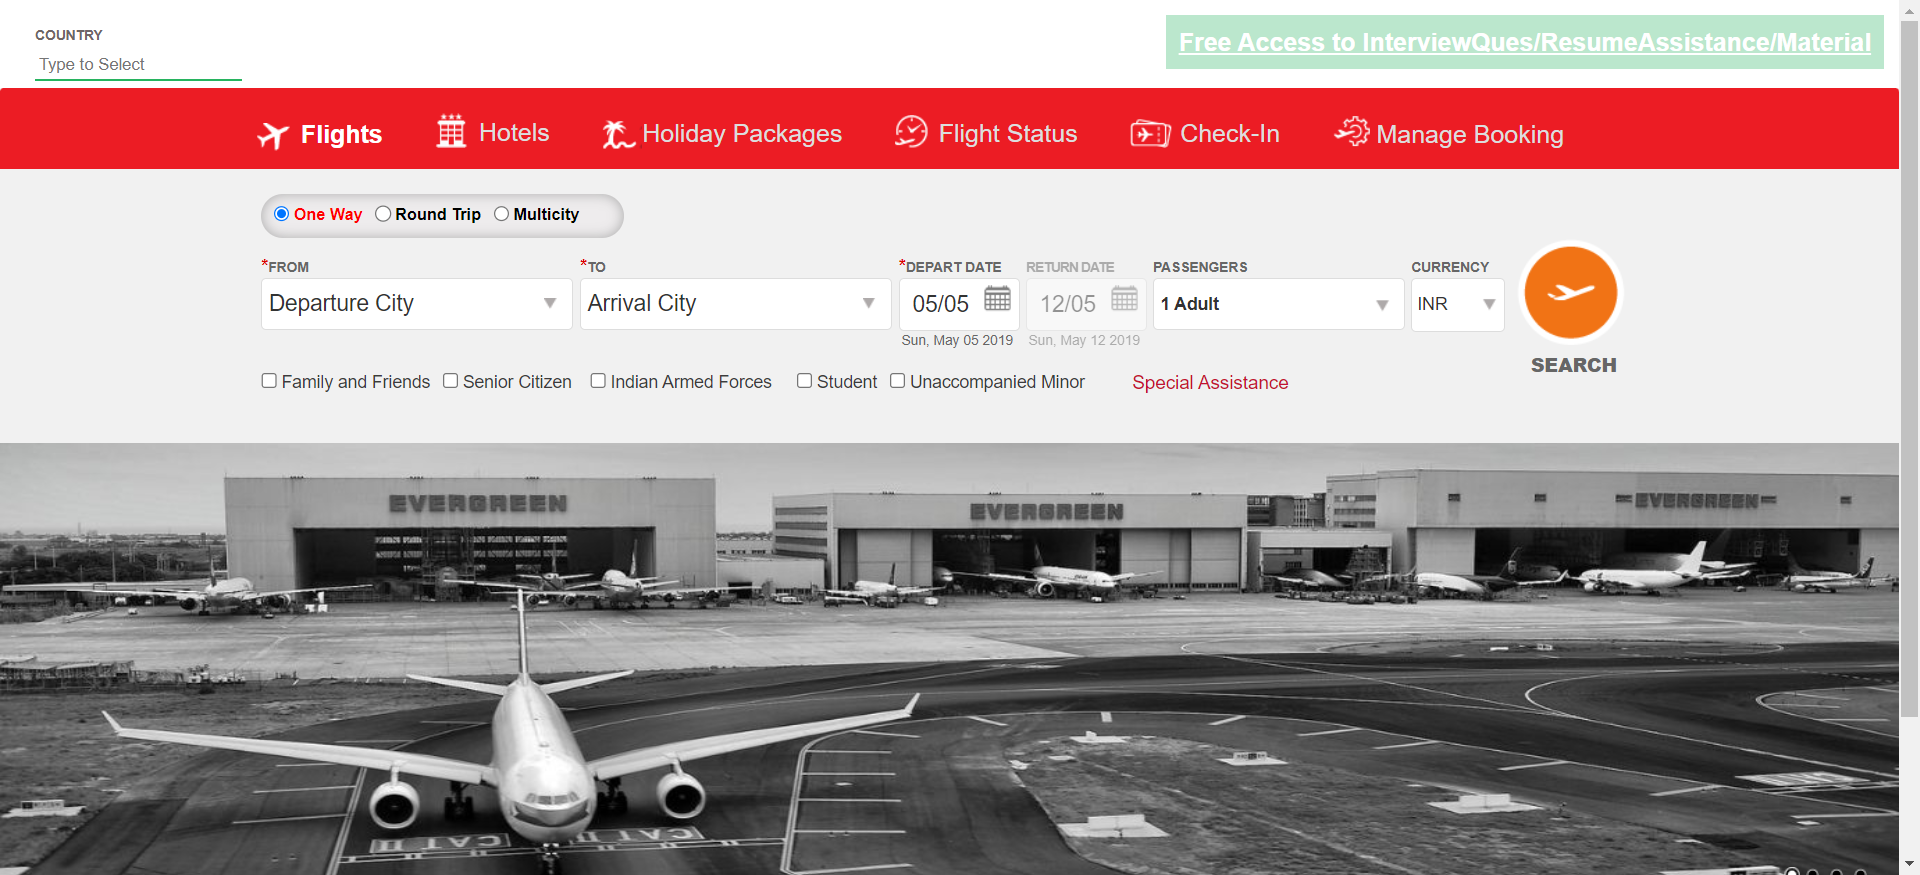 COUNTRY
Type to Select
Free Access to InterviewQues/ResumeAssistance/Material
Flights
Hotels
Holiday Packages
Flight Status
Check-In
Manage Booking
One Way
Round Trip
Multicity
*FROM
*TO
*DEPART DATE
RETURN DATE
PASSENGERS
CURRENCY
Departure City
Arrival City
05/05
12/05
1 Adult
INR
Sun, May 05 2019
Sun, May 12 2019
SEARCH
Family and Friends
Senior Citizen
Indian Armed Forces
Student
Unaccompanied Minor
Special Assistance
EVERGREEN
EVERGREEN
EVERGREEN
CAT II
CAT II